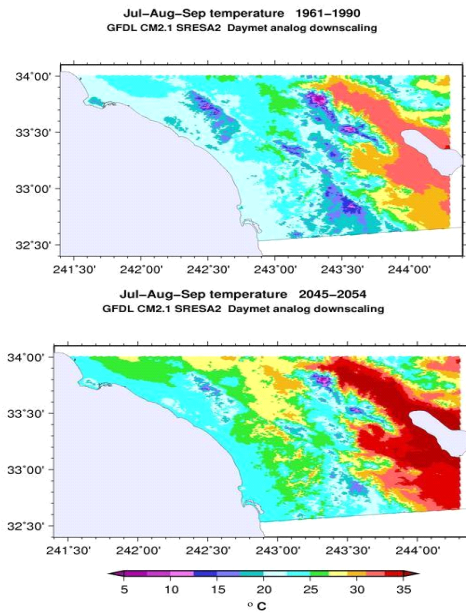 Jul-Aug-Sep temperature 1961-1990
GFDL CM2.1 SRESA2 Daymet analog downscaling
34°00'
33°30'
33°00'
32°30'
241°30' 242°00' 242°30' 243°00' 243°30' 244°00'
Jul-Aug-Sep temperature 2045-2054
GFDL CM2.1 SRESA2 Daymet analog downscaling
34°00'
33°30'
33°00'
32°30'
241°30' 242°00' 242°30' 243°00' 243°30' 244°00'
5 10 15 20 25 30 35
° C